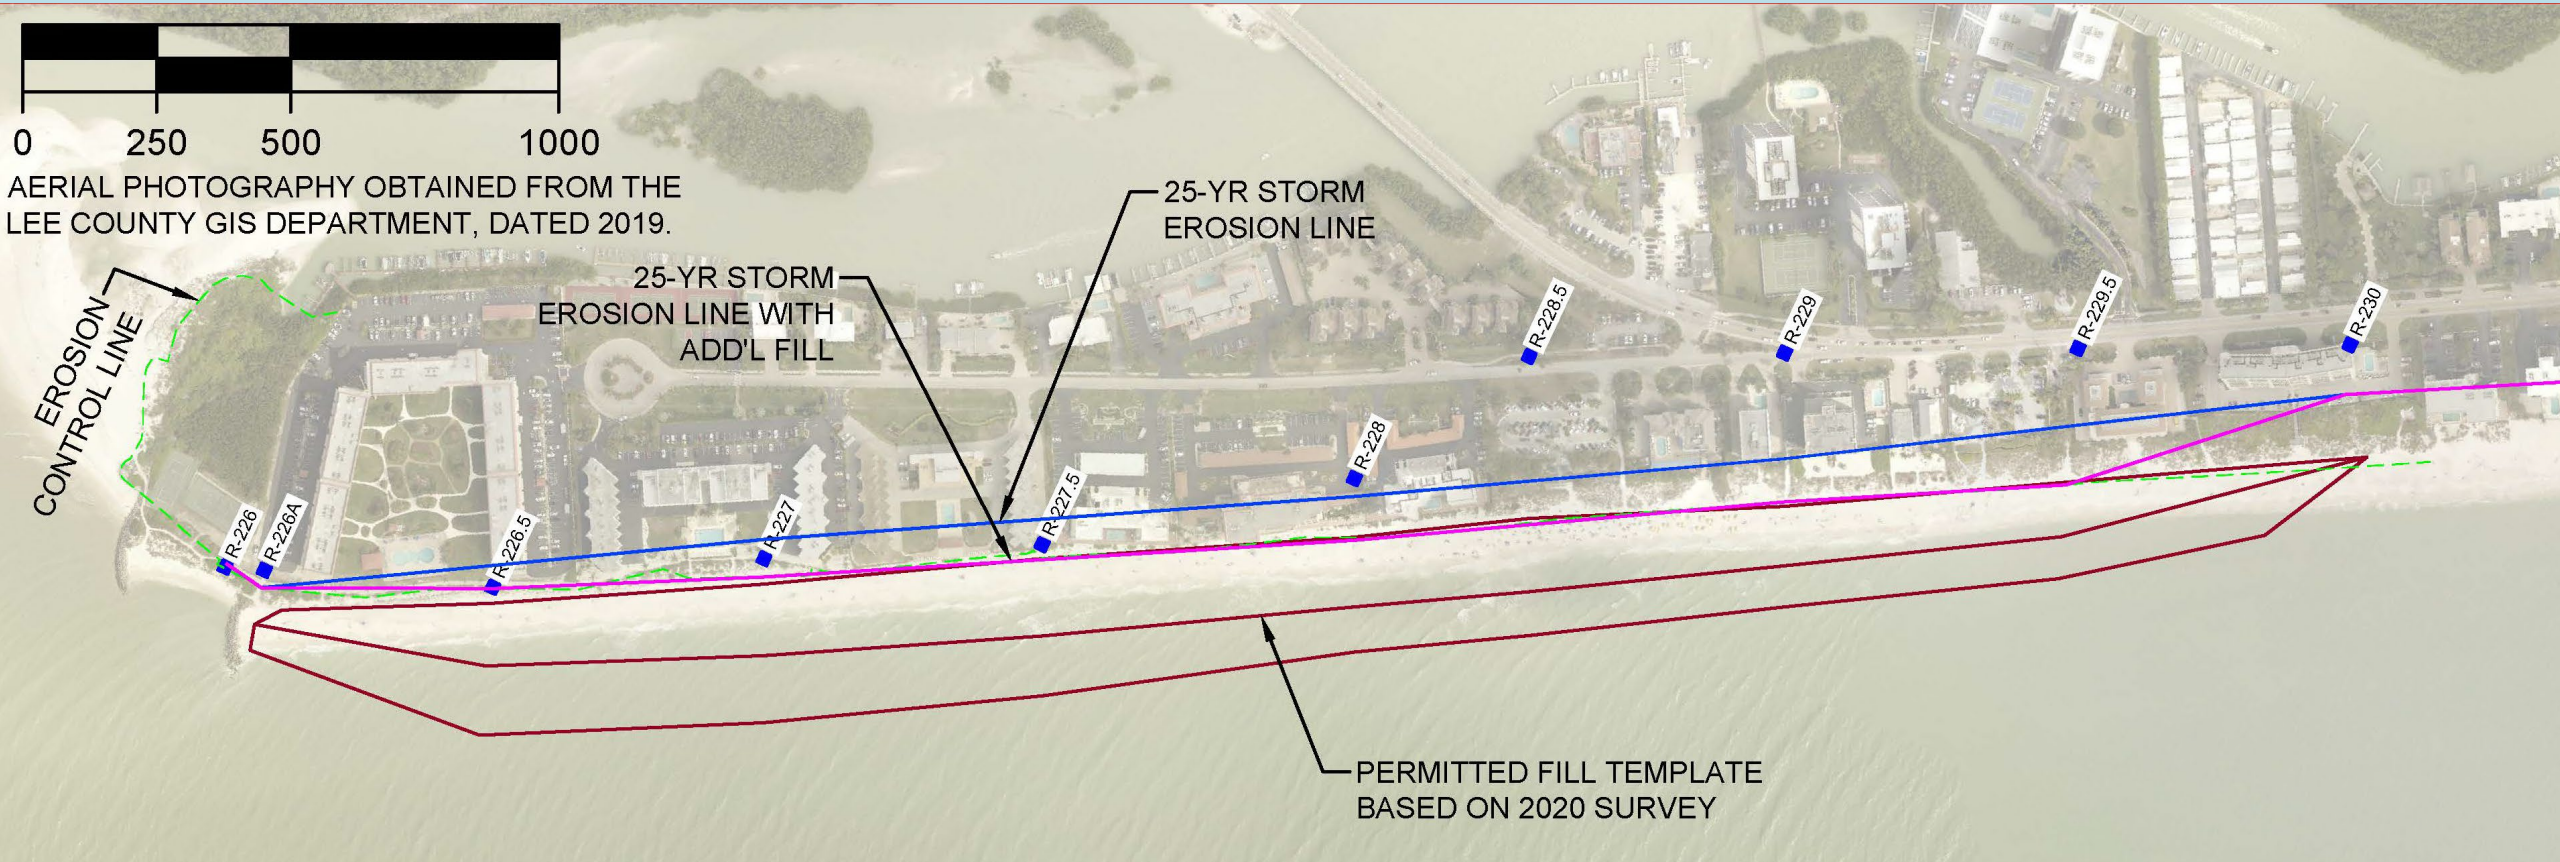 0 250 500 1000
AERIAL PHOTOGRAPHY OBTAINED FROM THE
LEE COUNTY GIS DEPARTMENT, DATED 2019.
EROSION
CONTROL LINE
25-YR STORM
EROSION LINE WITH
ADD'L FILL
25-YR STORM
EROSION LINE
R-226
R-226A
R-226.5
R-227
R-227.5
R-228
R-228.5
R-229
R-229.5
R-230
PERMITTED FILL TEMPLATE
BASED ON 2020 SURVEY